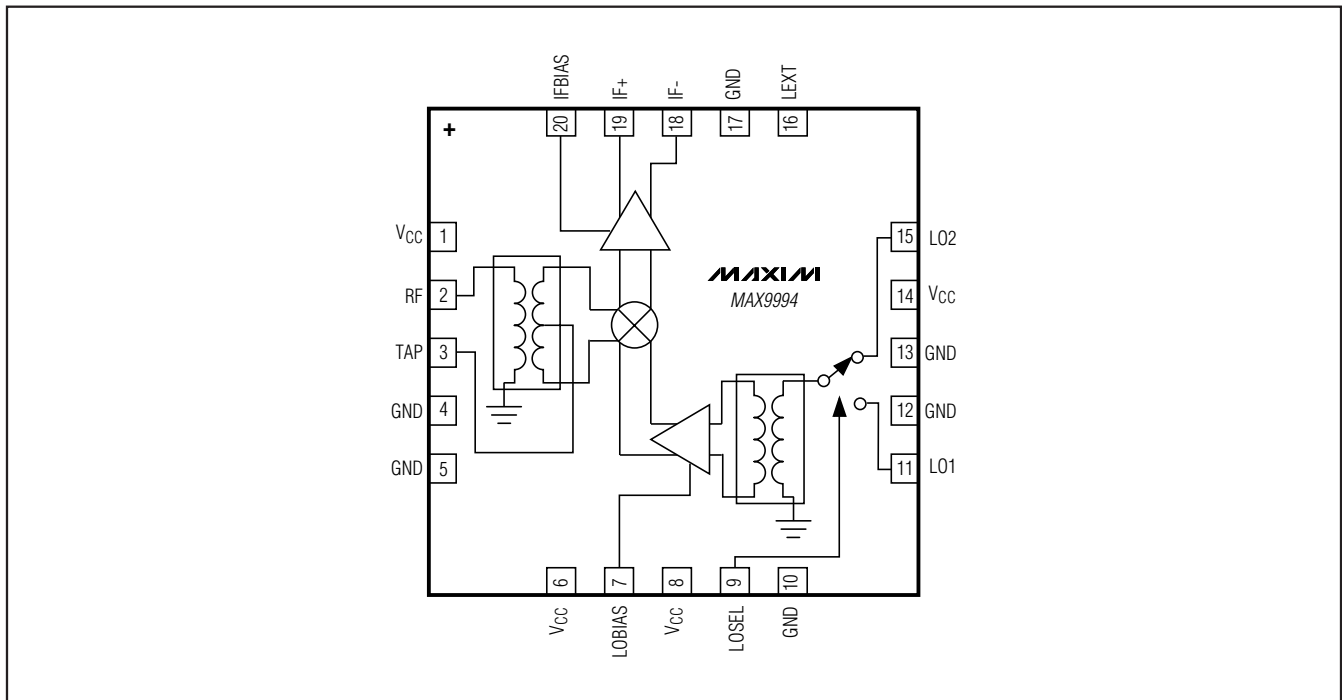 IFBIAS
IF+
IF-
GND
LEXT
20
19
18
17
16
+
VCC
1
RF
2
TAP
3
GND
4
GND
5
MAXIM
MAX9994
15
LO2
14
VCC
13
GND
12
GND
11
LO1
6
7
8
9
10
VCC
LOBIAS
VCC
LOSEL
GND